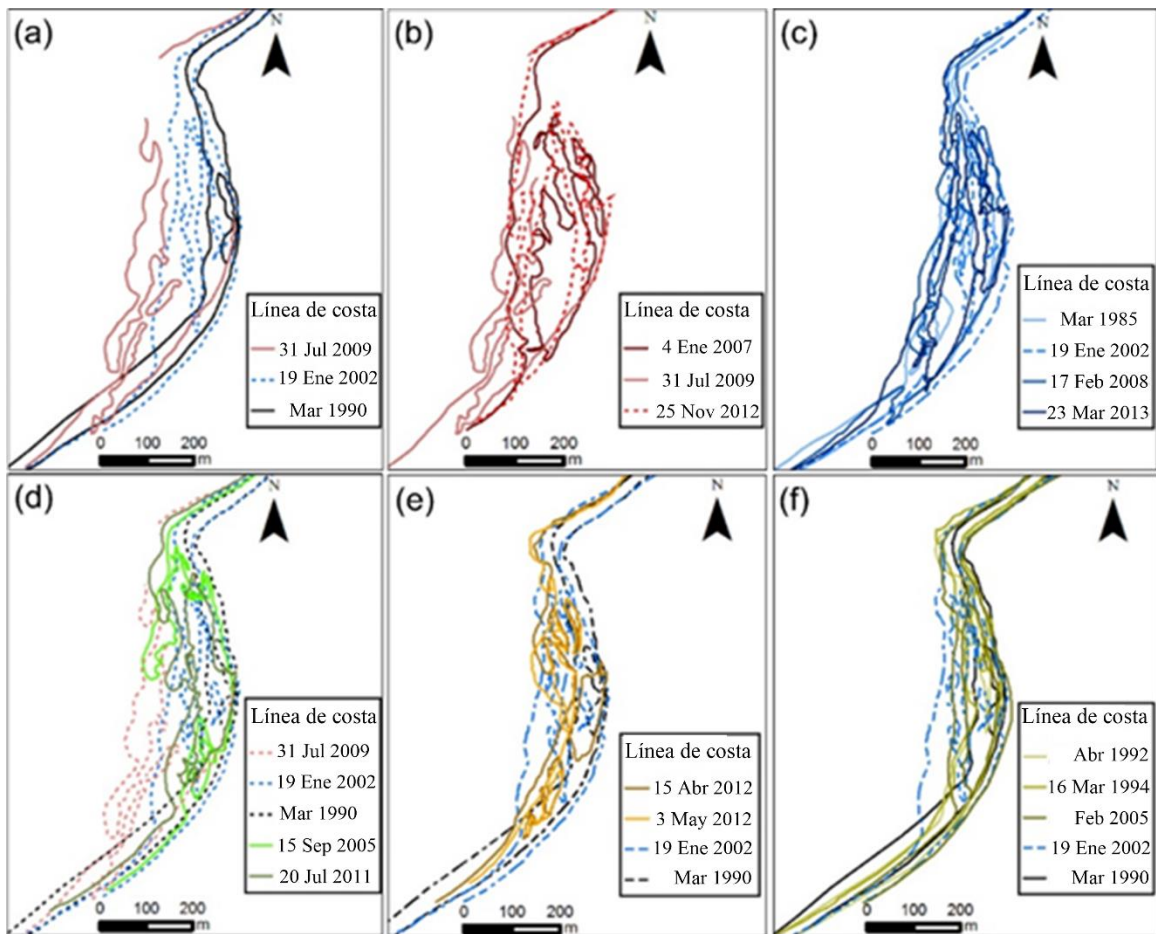 (a)
N
Línea de costa
31 Jul 2009
19 Ene 2002
Mar 1990
0 100 200
m
(b)
N
Línea de costa
4 Ene 2007
31 Jul 2009
25 Nov 2012
0 100 200
m
(c)
N
Línea de costa
Mar 1985
19 Ene 2002
17 Feb 2008
23 Mar 2013
0 100 200
m
(d)
N
Línea de costa
31 Jul 2009
19 Ene 2002
Mar 1990
15 Sep 2005
20 Jul 2011
0 100 200
m
(e)
N
Línea de costa
15 Abr 2012
3 May 2012
19 Ene 2002
Mar 1990
0 100 200
m
(f)
N
Línea de costa
Abr 1992
16 Mar 1994
Feb 2005
19 Ene 2002
Mar 1990
0 100 200
m